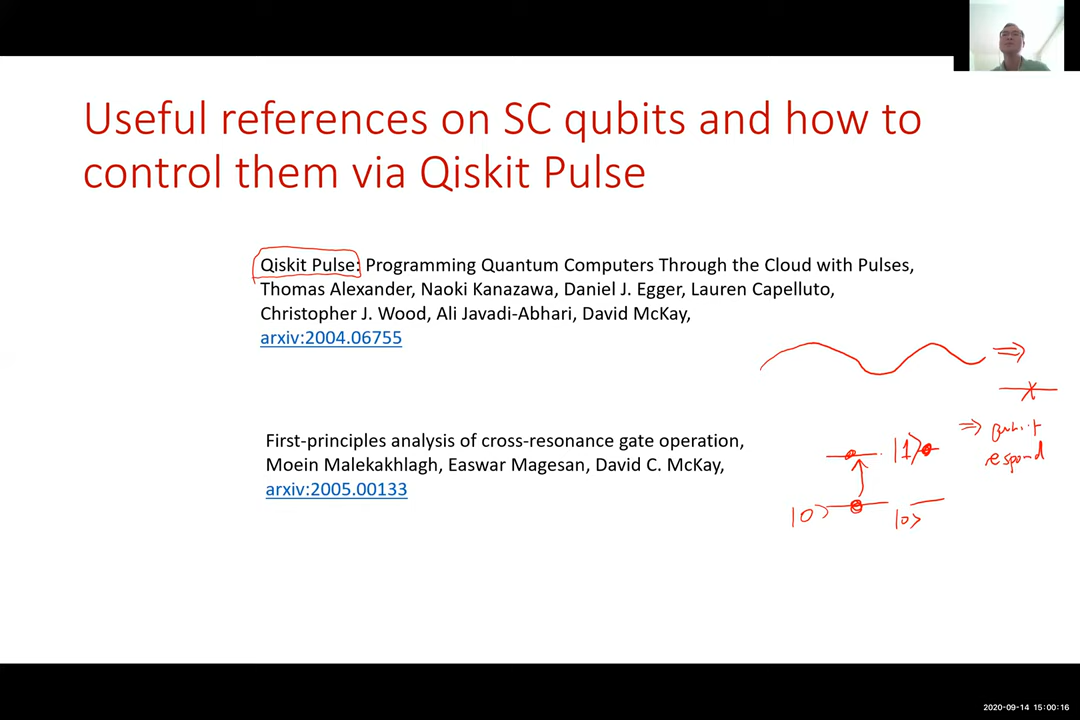 Useful references on SC qubits and how to
control them via Qiskit Pulse
Qiskit Pulse: Programming Quantum Computers Through the Cloud with Pulses,
Thomas Alexander, Naoki Kanazawa, Daniel J. Egger, Lauren Capelluto,
Christopher J. Wood, Ali Javadi-Abhari, David McKay,
arxiv:2004.06755
First-principles analysis of cross-resonance gate operation,
Moein Malekakhlagh, Easwar Magesan, David C. McKay,
arxiv:2005.00133
⇒
⇒ qubit
respond
|1>
|0>
|0>
2020-09-14 15:00:16